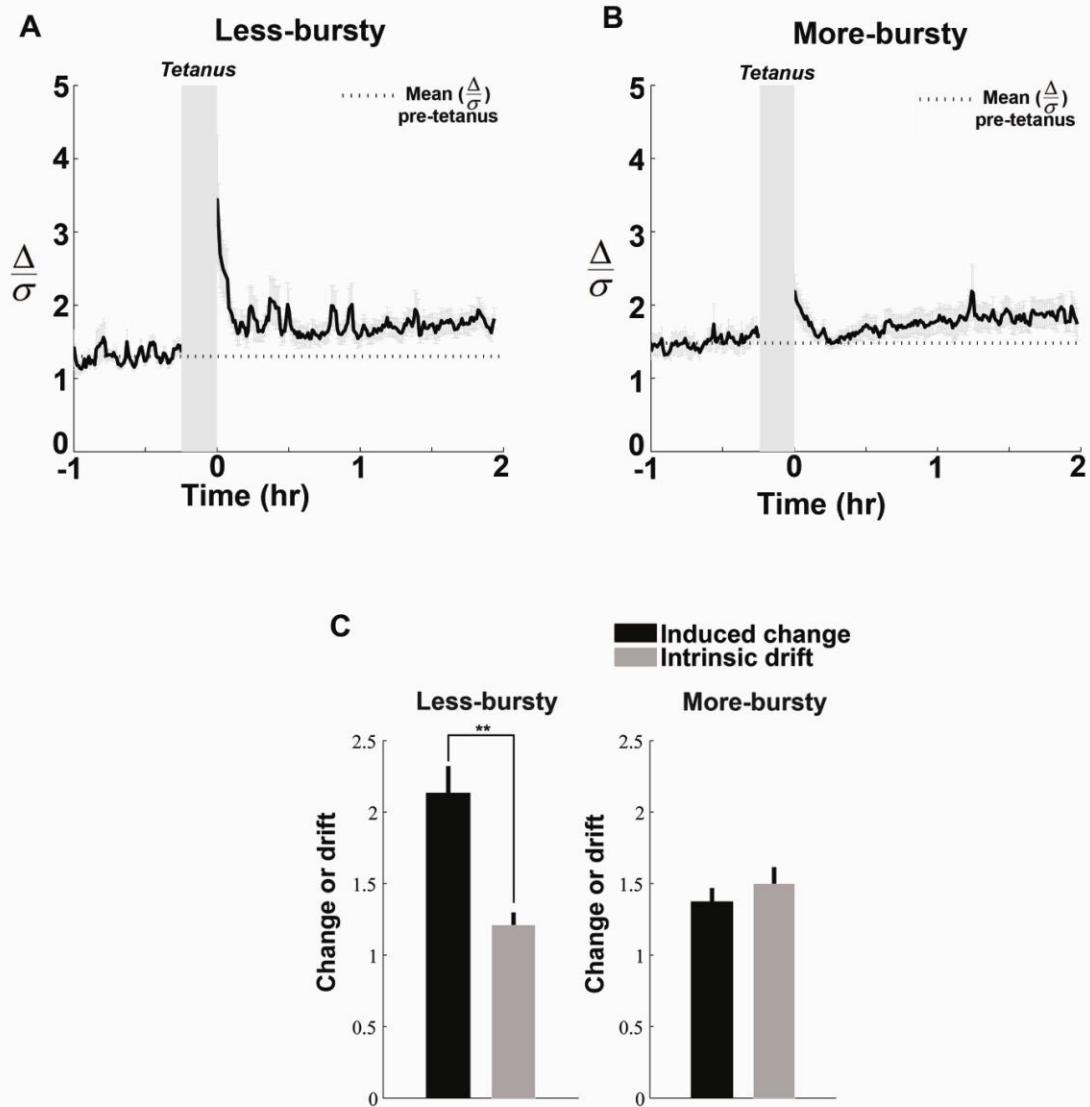 A
Less-bursty
Tetanus
Mean (Δ/σ)
pre-tetanus
5
4
3
2
1
0
Δ/σ
-1
0
1
2
Time (hr)
B
More-bursty
Tetanus
Mean (Δ/σ)
pre-tetanus
5
4
3
2
1
0
Δ/σ
-1
0
1
2
Time (hr)
C
Induced change
Intrinsic drift
Less-bursty
**
2.5
2
1.5
1
0.5
0
Change or drift
More-bursty
2.5
2
1.5
1
0.5
0
Change or drift